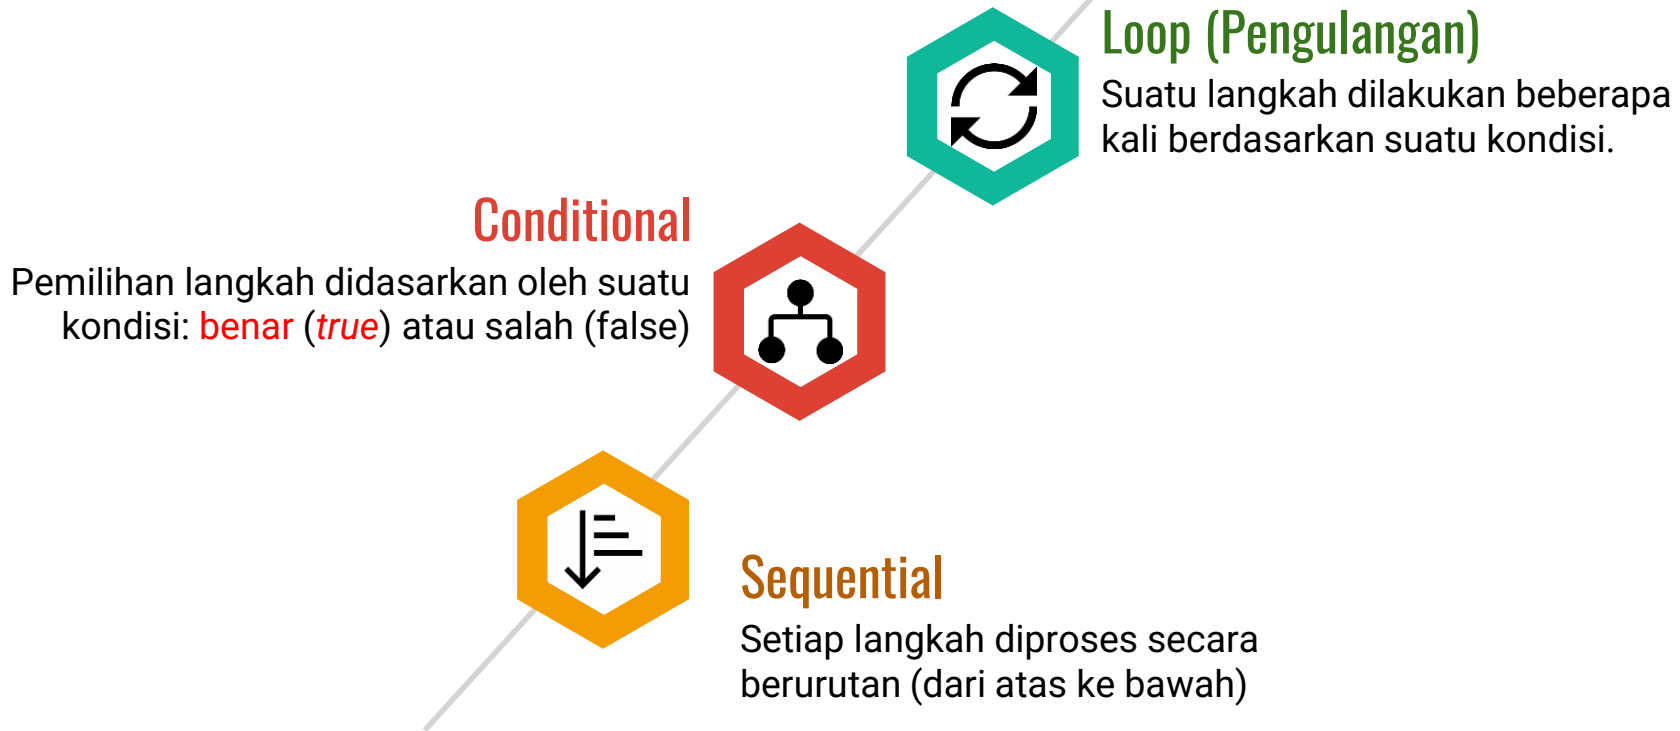 Loop (Pengulangan)
Suatu langkah dilakukan beberapa
kali berdasarkan suatu kondisi.
Conditional
Pemilihan langkah didasarkan oleh suatu
kondisi: benar (true) atau salah (false)
Sequential
Setiap langkah diproses secara
berurutan (dari atas ke bawah)